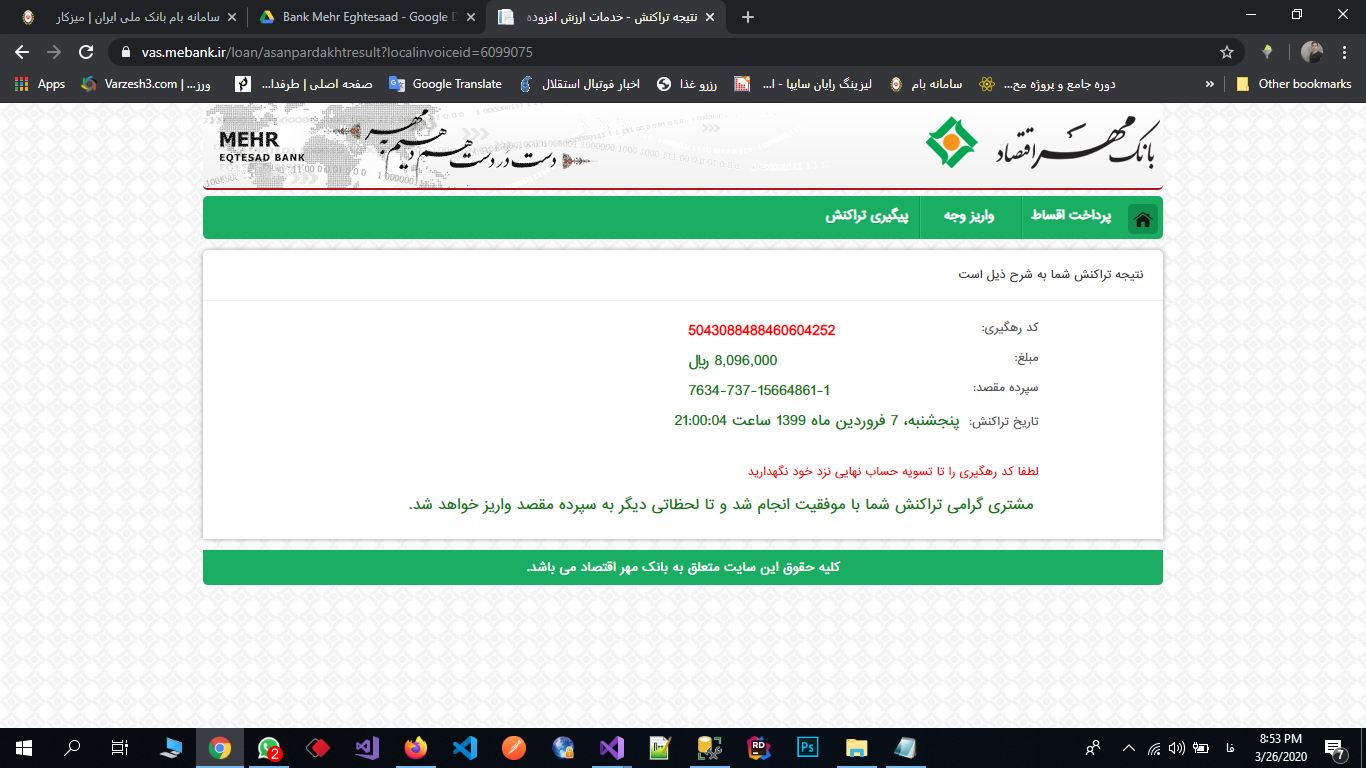 سامانه بام بانک ملی ایران | میزکار
Bank Mehr Eghtesaad - Google D
نتیجه تراکنش - خدمات ارزش افزوده
vas.mebank.ir/loan/asanpardakhtresult?localinvoiceid=6099075
Apps
Varzesh3.com | ورز...
صفحه اصلی | طرفدا...
Google Translate
اخبار فوتبال استقلال
رزرو غذا
لیزینگ رایان سایپا - ا...
سامانه بام
دوره جامع و پروژه مح...
»
Other bookmarks
MEHR
EQTESAD BANK
دست در دست هم دهیم به مهر
بانک مهر اقتصاد
پرداخت اقساط
واریز وجه
پیگیری تراکنش
نتیجه تراکنش شما به شرح ذیل است
کد رهگیری: 5043088488460604252
مبلغ: 8,096,000 ریال
سپرده مقصد: 7634-737-15664861-1
تاریخ تراکنش: پنجشنبه، 7 فروردین ماه 1399 ساعت 21:00:04
لطفا کد رهگیری را تا تسویه حساب نهایی نزد خود نگهدارید
مشتری گرامی تراکنش شما با موفقیت انجام شد و تا لحظاتی دیگر به سپرده مقصد واریز خواهد شد.
کلیه حقوق این سایت متعلق به بانک مهر اقتصاد می باشد.
2
RD
Ps
فا
8:53 PM
3/26/2020
7